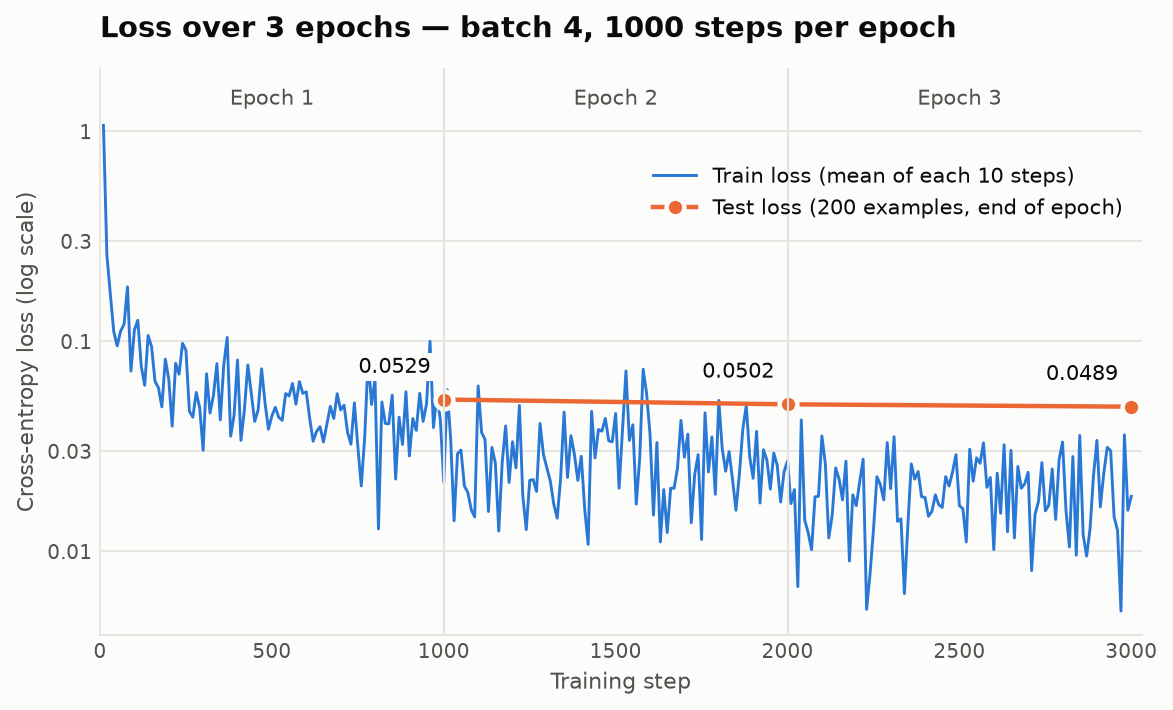 Loss over 3 epochs — batch 4, 1000 steps per epoch
Epoch 1
Epoch 2
Epoch 3
Train loss (mean of each 10 steps)
Test loss (200 examples, end of epoch)
Cross-entropy loss (log scale)
1
0.3
0.1
0.03
0.01
0.0529
0.0502
0.0489
0
500
1000
1500
2000
2500
3000
Training step